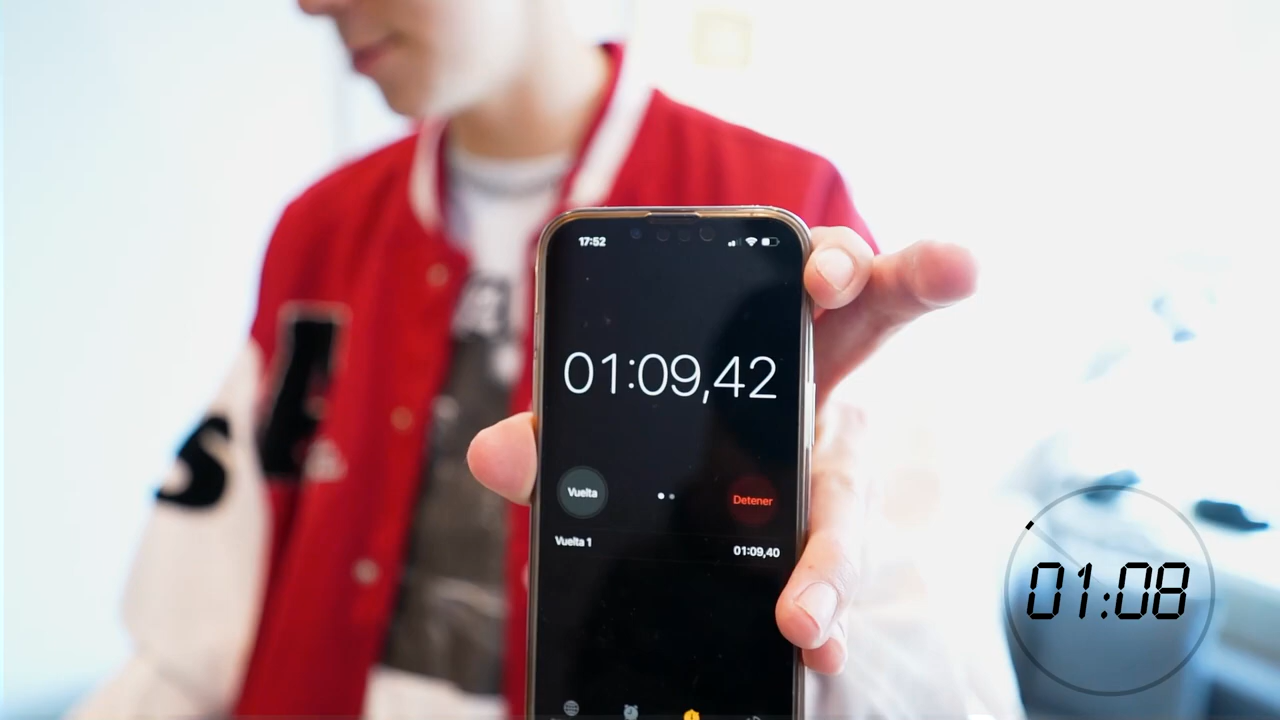 17:52
01:09,42
Vuelta
Detener
Vuelta 1
01:09,40
01:08
S